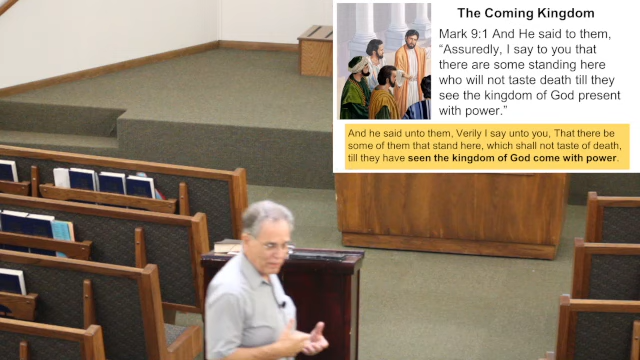 The Coming Kingdom
Mark 9:1 And He said to them,
“Assuredly, I say to you that
there are some standing here
who will not taste death till they
see the kingdom of God present
with power.”
And he said unto them, Verily I say unto you, That there be
some of them that stand here, which shall not taste of death,
till they have seen the kingdom of God come with power.